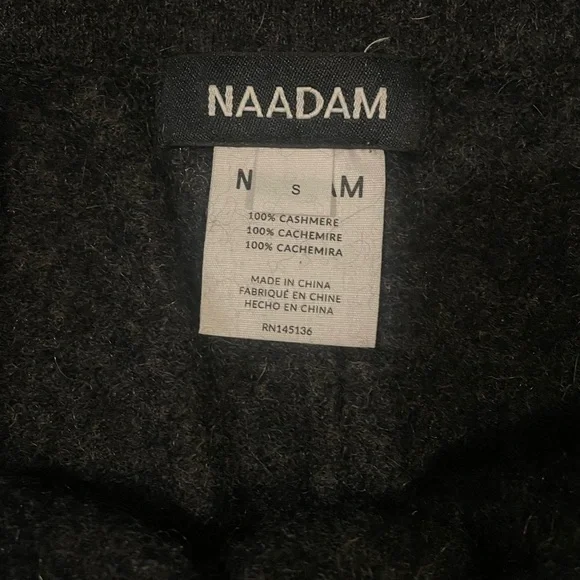 NAADAM
N S AM
100% CASHMERE
100% CACHEMIRE
100% CACHEMIRA
MADE IN CHINA
FABRIQUÉ EN CHINE
HECHO EN CHINA
RN145136